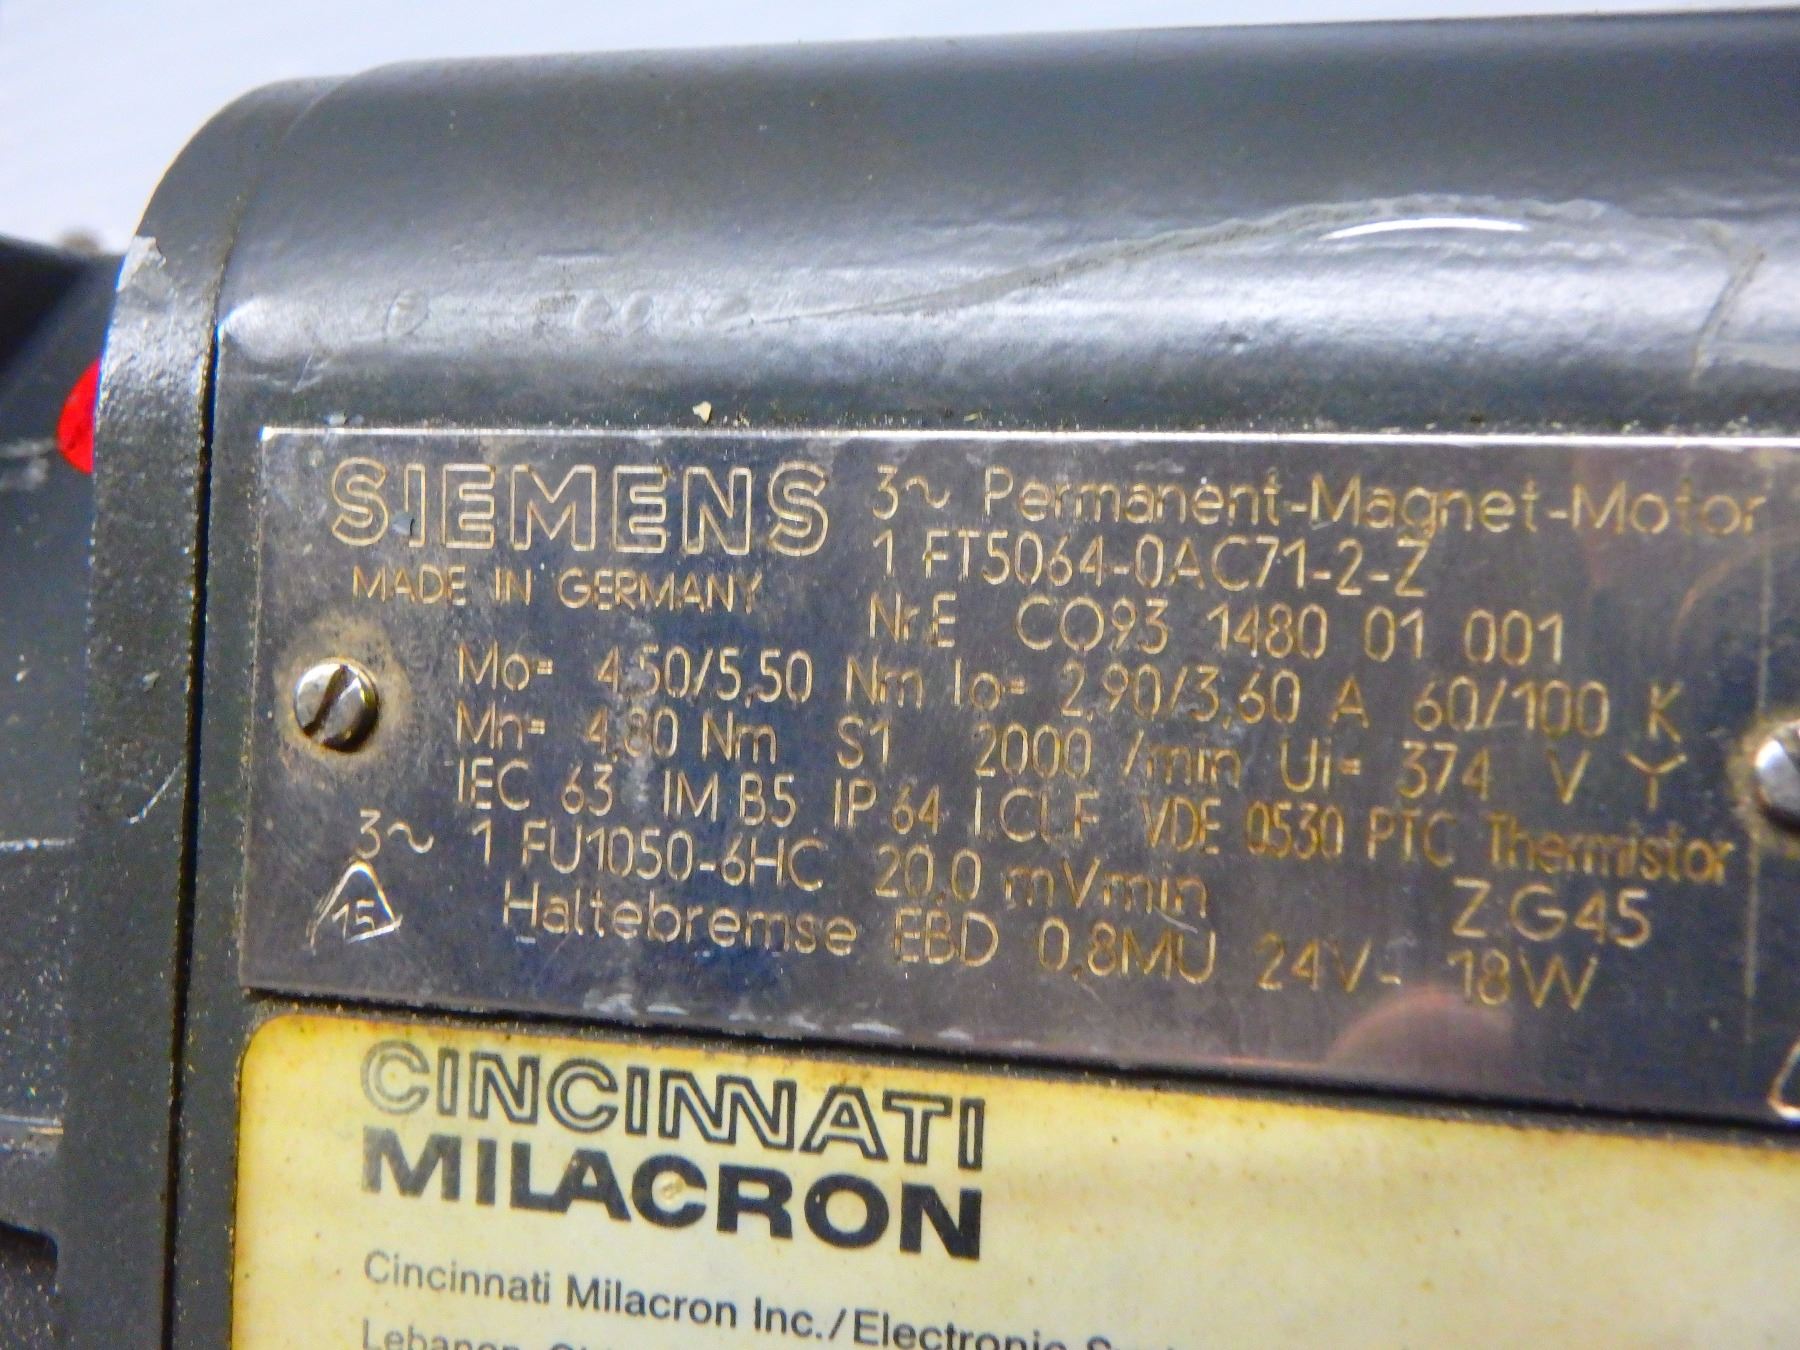 SIEMENS 3~ Permanent-Magnet-Motor
1 FT5064-0AC71-2-Z
MADE IN GERMANY
Nr E CO93 1480 01 001
Mo= 4,50/5,50 Nm Io= 2,90/3,60 A 60/100 K
Mn= 4,80 Nm S1 2000 /min Ui= 374 V Y
IEC 63 IM B5 IP 64 I.CL.F VDE 0530 PTC Thermistor
3~ 1 FU1050-6HC 20.0 mVmin Z:G45
15 Haltebremse EBD 0,8MU 24V- 18W
CINCINNATI
MILACRON
Cincinnati Milacron Inc./Electronic
Lebanon,